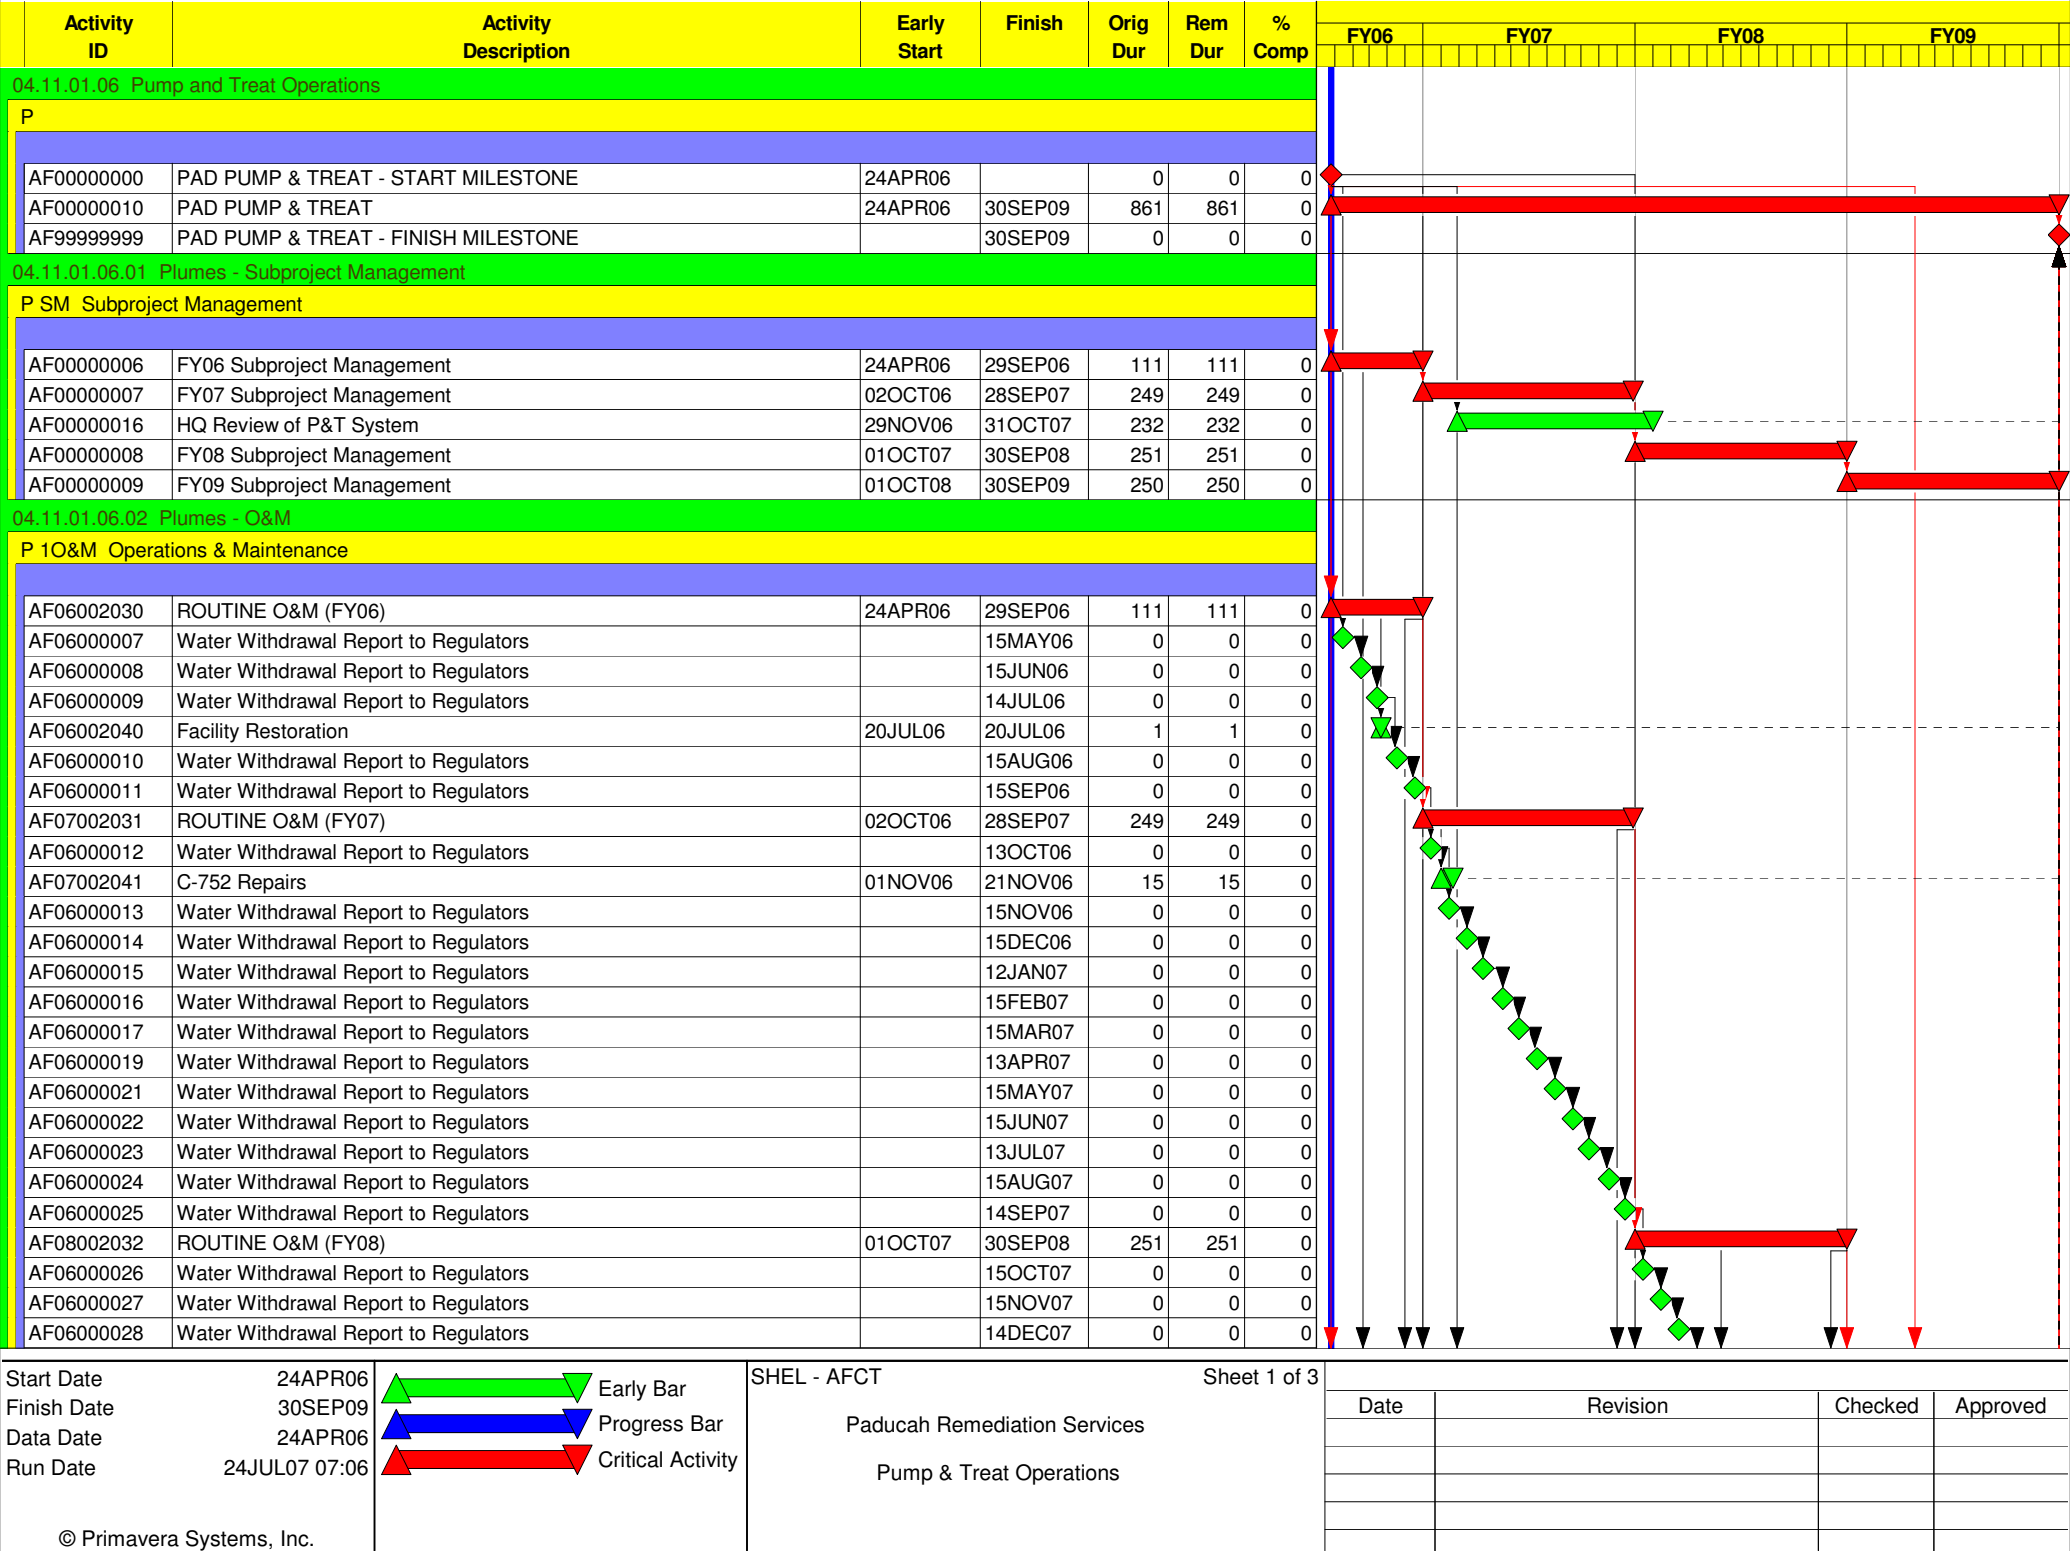 Activity ID Activity Description Early Start Finish Orig Dur Rem Dur % Comp FY06 FY07 FY08 FY09
04.11.01.06 Pump and Treat Operations
P
AF00000000 PAD PUMP & TREAT - START MILESTONE 24APR06 0 0 0
AF00000010 PAD PUMP & TREAT 24APR06 30SEP09 861 861 0
AF99999999 PAD PUMP & TREAT - FINISH MILESTONE 30SEP09 0 0 0
04.11.01.06.01 Plumes - Subproject Management
P SM Subproject Management
AF00000006 FY06 Subproject Management 24APR06 29SEP06 111 111 0
AF00000007 FY07 Subproject Management 02OCT06 28SEP07 249 249 0
AF00000016 HQ Review of P&T System 29NOV06 31OCT07 232 232 0
AF00000008 FY08 Subproject Management 01OCT07 30SEP08 251 251 0
AF00000009 FY09 Subproject Management 01OCT08 30SEP09 250 250 0
04.11.01.06.02 Plumes - O&M
P 1O&M Operations & Maintenance
AF06002030 ROUTINE O&M (FY06) 24APR06 29SEP06 111 111 0
AF06000007 Water Withdrawal Report to Regulators 15MAY06 0 0 0
AF06000008 Water Withdrawal Report to Regulators 15JUN06 0 0 0
AF06000009 Water Withdrawal Report to Regulators 14JUL06 0 0 0
AF06002040 Facility Restoration 20JUL06 20JUL06 1 1 0
AF06000010 Water Withdrawal Report to Regulators 15AUG06 0 0 0
AF06000011 Water Withdrawal Report to Regulators 15SEP06 0 0 0
AF07002031 ROUTINE O&M (FY07) 02OCT06 28SEP07 249 249 0
AF06000012 Water Withdrawal Report to Regulators 13OCT06 0 0 0
AF07002041 C-752 Repairs 01NOV06 21NOV06 15 15 0
AF06000013 Water Withdrawal Report to Regulators 15NOV06 0 0 0
AF06000014 Water Withdrawal Report to Regulators 15DEC06 0 0 0
AF06000015 Water Withdrawal Report to Regulators 12JAN07 0 0 0
AF06000016 Water Withdrawal Report to Regulators 15FEB07 0 0 0
AF06000017 Water Withdrawal Report to Regulators 15MAR07 0 0 0
AF06000019 Water Withdrawal Report to Regulators 13APR07 0 0 0
AF06000021 Water Withdrawal Report to Regulators 15MAY07 0 0 0
AF06000022 Water Withdrawal Report to Regulators 15JUN07 0 0 0
AF06000023 Water Withdrawal Report to Regulators 13JUL07 0 0 0
AF06000024 Water Withdrawal Report to Regulators 15AUG07 0 0 0
AF06000025 Water Withdrawal Report to Regulators 14SEP07 0 0 0
AF08002032 ROUTINE O&M (FY08) 01OCT07 30SEP08 251 251 0
AF06000026 Water Withdrawal Report to Regulators 15OCT07 0 0 0
AF06000027 Water Withdrawal Report to Regulators 15NOV07 0 0 0
AF06000028 Water Withdrawal Report to Regulators 14DEC07 0 0 0
Start Date 24APR06
Finish Date 30SEP09
Data Date 24APR06
Run Date 24JUL07 07:06
© Primavera Systems, Inc.
Early Bar
Progress Bar
Critical Activity
SHEL - AFCT Sheet 1 of 3
Paducah Remediation Services
Pump & Treat Operations
Date Revision Checked Approved